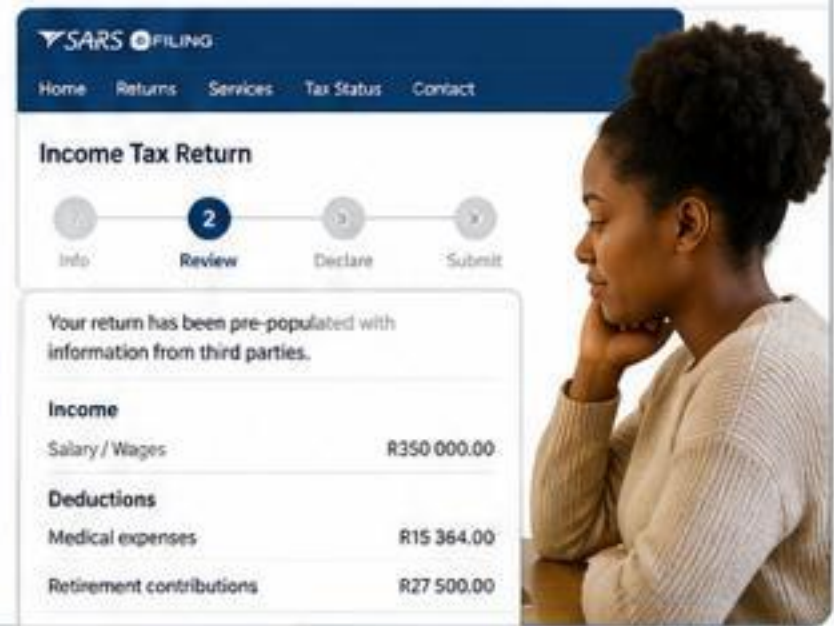 SARS eFILING
Home Returns Services Tax Status Contact
Income Tax Return
2
Info Review Declare Submit
Your return has been pre-populated with
information from third parties.
Income
Salary / Wages R350 000.00
Deductions
Medical expenses R15 364.00
Retirement contributions R27 500.00